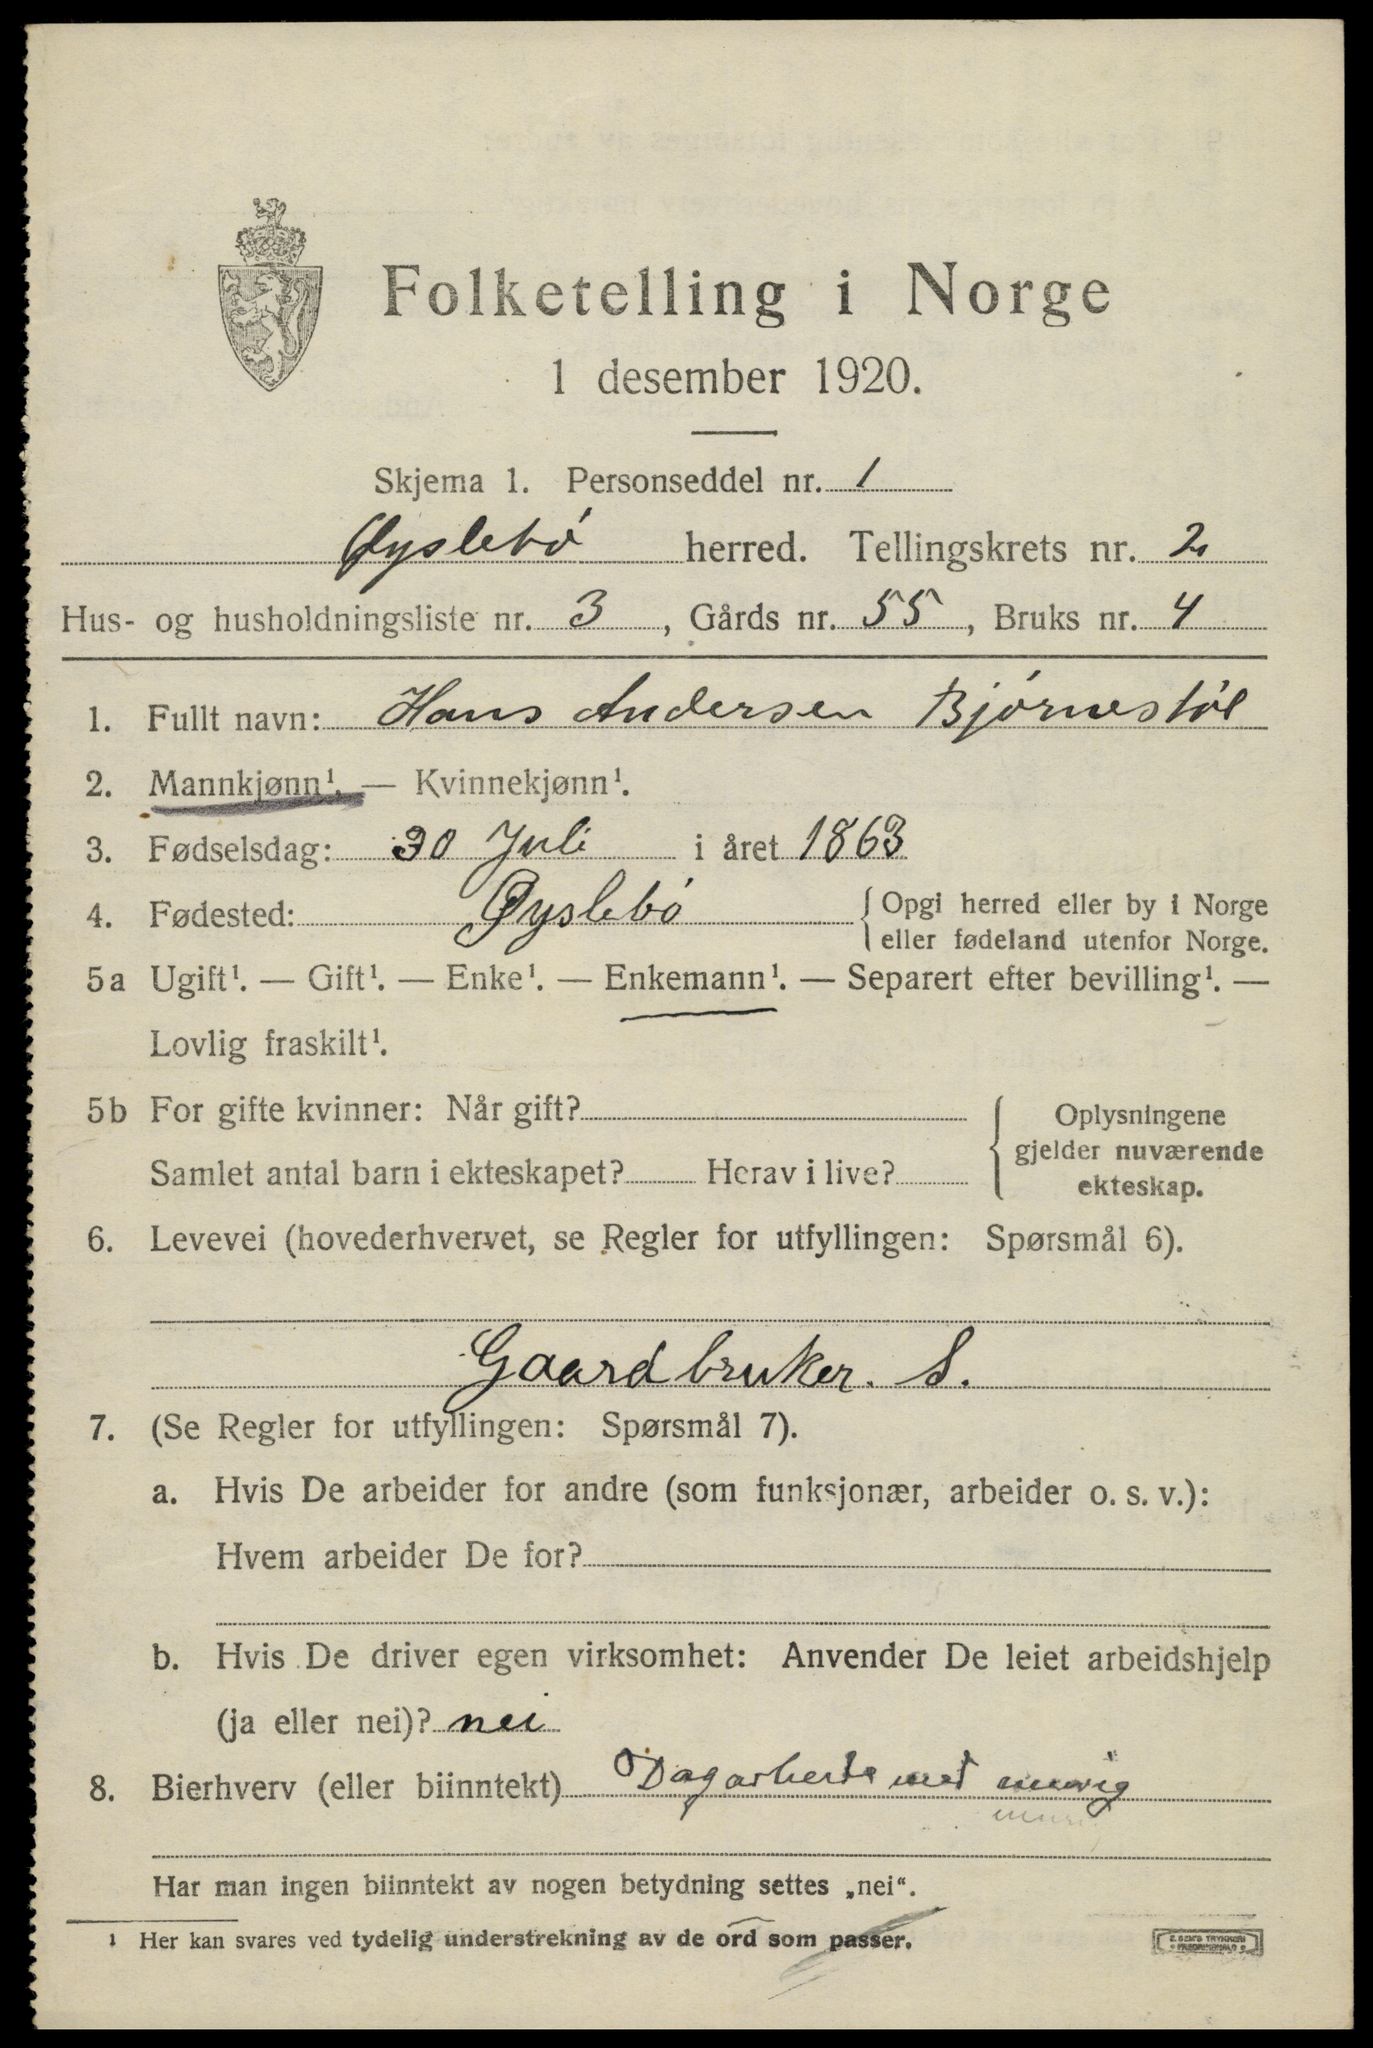 Folketelling i Norge
1 desember 1920.
Skjema 1. Personseddel nr. 1
Øyslebø herred. Tellingskrets nr. 2
Hus- og husholdningsliste nr. 3, Gårds nr. 55, Bruks nr. 4
1. Fullt navn: Hans Andersen Bjørnestøl
2. Mannkjønn¹. — Kvinnekjønn¹.
3. Fødselsdag: 30 Juli i året 1863
4. Fødested: Øyslebø { Opgi herred eller by i Norge
eller fødeland utenfor Norge.
5a Ugift¹. — Gift¹. — Enke¹. — Enkemann¹. — Separert efter bevilling¹. —
Lovlig fraskilt¹.
5b For gifte kvinner: Når gift?
Samlet antal barn i ekteskapet? Herav i live?
{ Oplysningene
gjelder nuværende
ekteskap.
6. Levevei (hovederhvervet, se Regler for utfyllingen: Spørsmål 6).
Gaardbruker. S.
7. (Se Regler for utfyllingen: Spørsmål 7).
a. Hvis De arbeider for andre (som funksjonær, arbeider o. s. v.):
Hvem arbeider De for?
b. Hvis De driver egen virksomhet: Anvender De leiet arbeidshjelp
(ja eller nei)? nei
8. Bierhverv (eller biinntekt) med
Har man ingen biinntekt av nogen betydning settes „nei“.
¹ Her kan svares ved tydelig understrekning av de ord som passer.